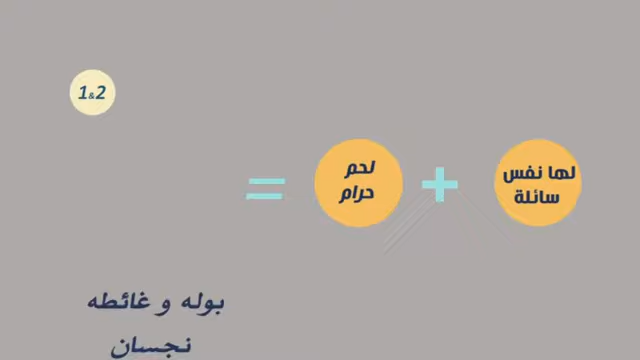 1&2
لها نفس
سائلة
+
لحم
حرام
=
بوله و غائطه
نجسان